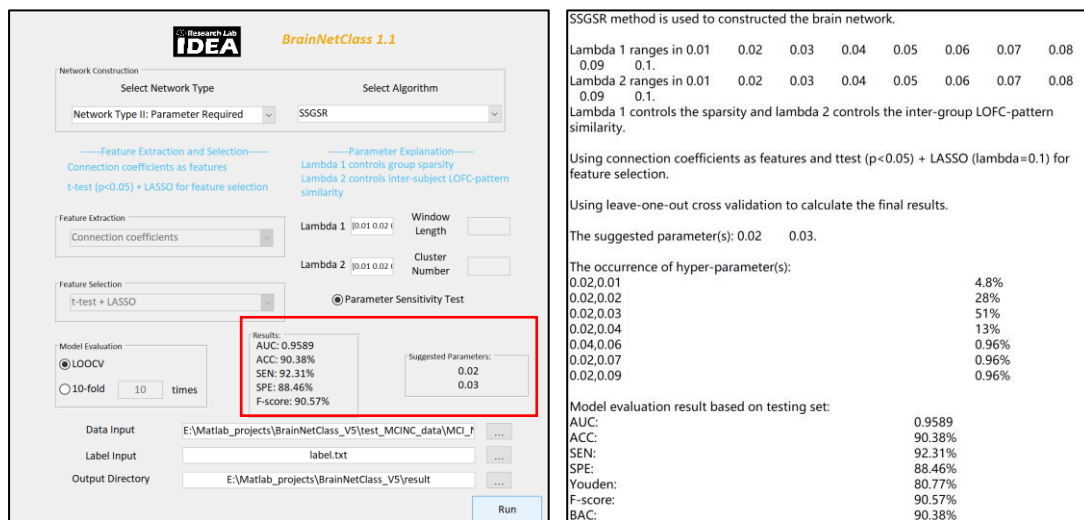 Research Lab
IDEA
BrainNetClass 1.1
Network Construction
Select Network Type
Select Algorithm
Network Type II: Parameter Required
SSGSR
------Feature Extraction and Selection------
Connection coefficients as features
t-test (p<0.05) + LASSO for feature selection
------Parameter Explanation------
Lambda 1 controls group sparsity
Lambda 2 controls inter-subject LOFC-pattern
similarity
Feature Extraction
Connection coefficients
Lambda 1
[0.01 0.02 (
Window
Length
Lambda 2
[0.01 0.02 (
Cluster
Number
Feature Selection
t-test + LASSO
Parameter Sensitivity Test
Model Evaluation
LOOCV
10-fold 10 times
Results:
AUC: 0.9589
ACC: 90.38%
SEN: 92.31%
SPE: 88.46%
F-score: 90.57%
Suggested Parameters:
0.02
0.03
Data Input E:\Matlab_projects\BrainNetClass_V5\test_MCINC_data\MCI_N ...
Label Input label.txt ...
Output Directory E:\Matlab_projects\BrainNetClass_V5\result ...
Run
SSGSR method is used to constructed the brain network.
Lambda 1 ranges in 0.01 0.02 0.03 0.04 0.05 0.06 0.07 0.08
0.09 0.1.
Lambda 2 ranges in 0.01 0.02 0.03 0.04 0.05 0.06 0.07 0.08
0.09 0.1.
Lambda 1 controls the sparsity and lambda 2 controls the inter-group LOFC-pattern
similarity.
Using connection coefficients as features and ttest (p<0.05) + LASSO (lambda=0.1) for
feature selection.
Using leave-one-out cross validation to calculate the final results.
The suggested parameter(s): 0.02 0.03.
The occurrence of hyper-parameter(s):
0.02,0.01 4.8%
0.02,0.02 28%
0.02,0.03 51%
0.02,0.04 13%
0.04,0.06 0.96%
0.02,0.07 0.96%
0.02,0.09 0.96%
Model evaluation result based on testing set:
AUC: 0.9589
ACC: 90.38%
SEN: 92.31%
SPE: 88.46%
Youden: 80.77%
F-score: 90.57%
BAC: 90.38%